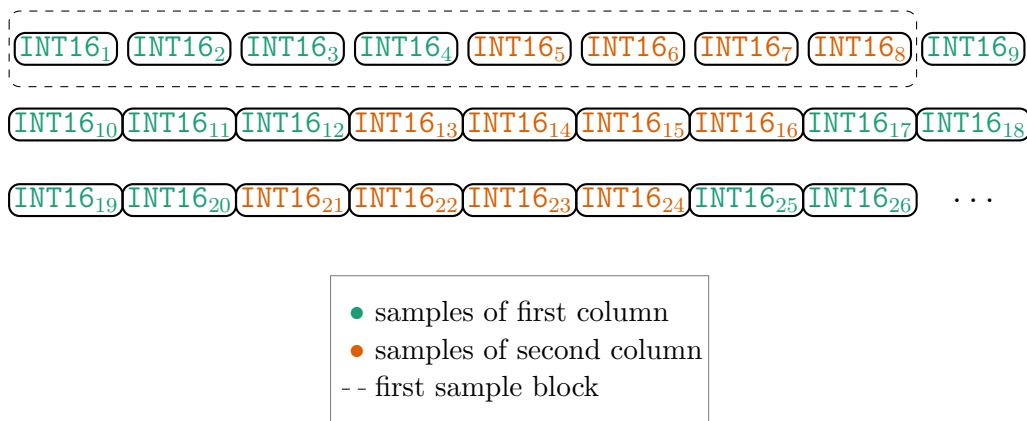 INT16₁ INT16₂ INT16₃ INT16₄ INT16₅ INT16₆ INT16₇ INT16₈ INT16₉
INT16₁₀ INT16₁₁ INT16₁₂ INT16₁₃ INT16₁₄ INT16₁₅ INT16₁₆ INT16₁₇ INT16₁₈
INT16₁₉ INT16₂₀ INT16₂₁ INT16₂₂ INT16₂₃ INT16₂₄ INT16₂₅ INT16₂₆ ...
samples of first column
samples of second column
first sample block